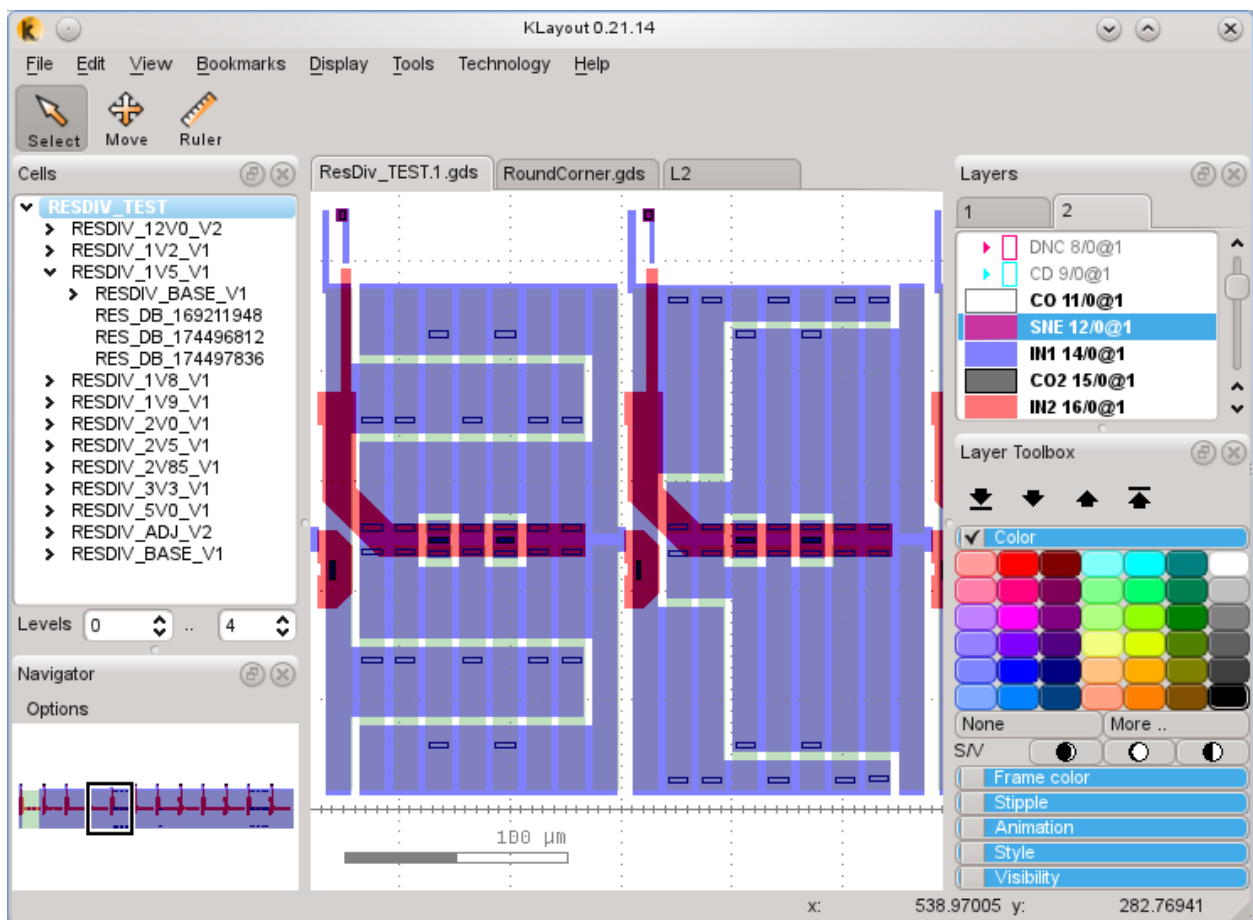 KLayout 0.21.14
File Edit View Bookmarks Display Tools Technology Help
Select Move Ruler
Cells
RESDIV_TEST
RESDIV_12V0_V2
RESDIV_1V2_V1
RESDIV_1V5_V1
RESDIV_BASE_V1
RES_DB_169211948
RES_DB_174496812
RES_DB_174497836
RESDIV_1V8_V1
RESDIV_1V9_V1
RESDIV_2V0_V1
RESDIV_2V5_V1
RESDIV_2V85_V1
RESDIV_3V3_V1
RESDIV_5V0_V1
RESDIV_ADJ_V2
RESDIV_BASE_V1
Levels 0 .. 4
Navigator
Options
ResDiv_TEST.1.gds RoundCorner.gds L2
100 µm
Layers
1 2
DNC 8/0@1
CD 9/0@1
CO 11/0@1
SNE 12/0@1
IN1 14/0@1
CO2 15/0@1
IN2 16/0@1
Layer Toolbox
Color
None More ..
S/V
Frame color
Stipple
Animation
Style
Visibility
x: 538.97005 y: 282.76941